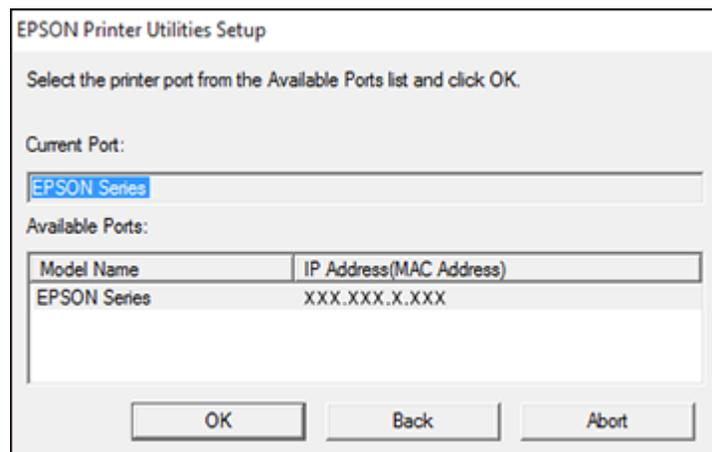 EPSON Printer Utilities Setup
Select the printer port from the Available Ports list and click OK.
Current Port:
EPSON Series
Available Ports:
Model Name IP Address(MAC Address)
EPSON Series XXX.XXX.X.XXX
OK Back Abort